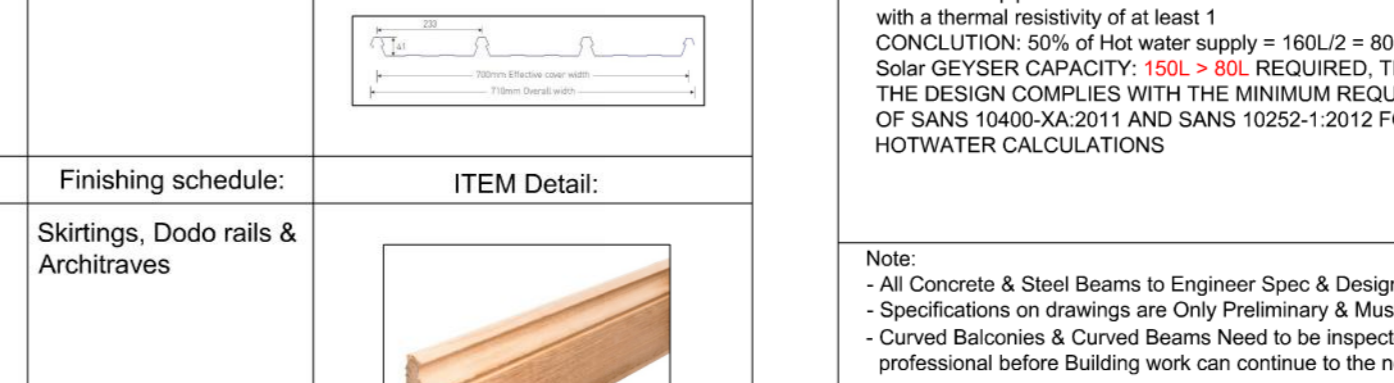 233
41
700mm Effective cover width
710mm Overall width
Finishing schedule:
ITEM Detail:
Skirtings, Dodo rails &
Architraves
with a thermal resistivity of at least 1
CONCLUTION: 50% of Hot water supply = 160L/2 = 80
Solar GEYSER CAPACITY: 150L > 80L REQUIRED,
THE DESIGN COMPLIES WITH THE MINIMUM
OF SANS 10400-XA:2011 AND SANS 10252-1:2012
HOTWATER CALCULATIONS
Note:
- All Concrete & Steel Beams to Engineer Spec &
- Specifications on drawings are Only Preliminary &
- Curved Balconies & Curved Beams Need to be
professional before Building work can continue to the